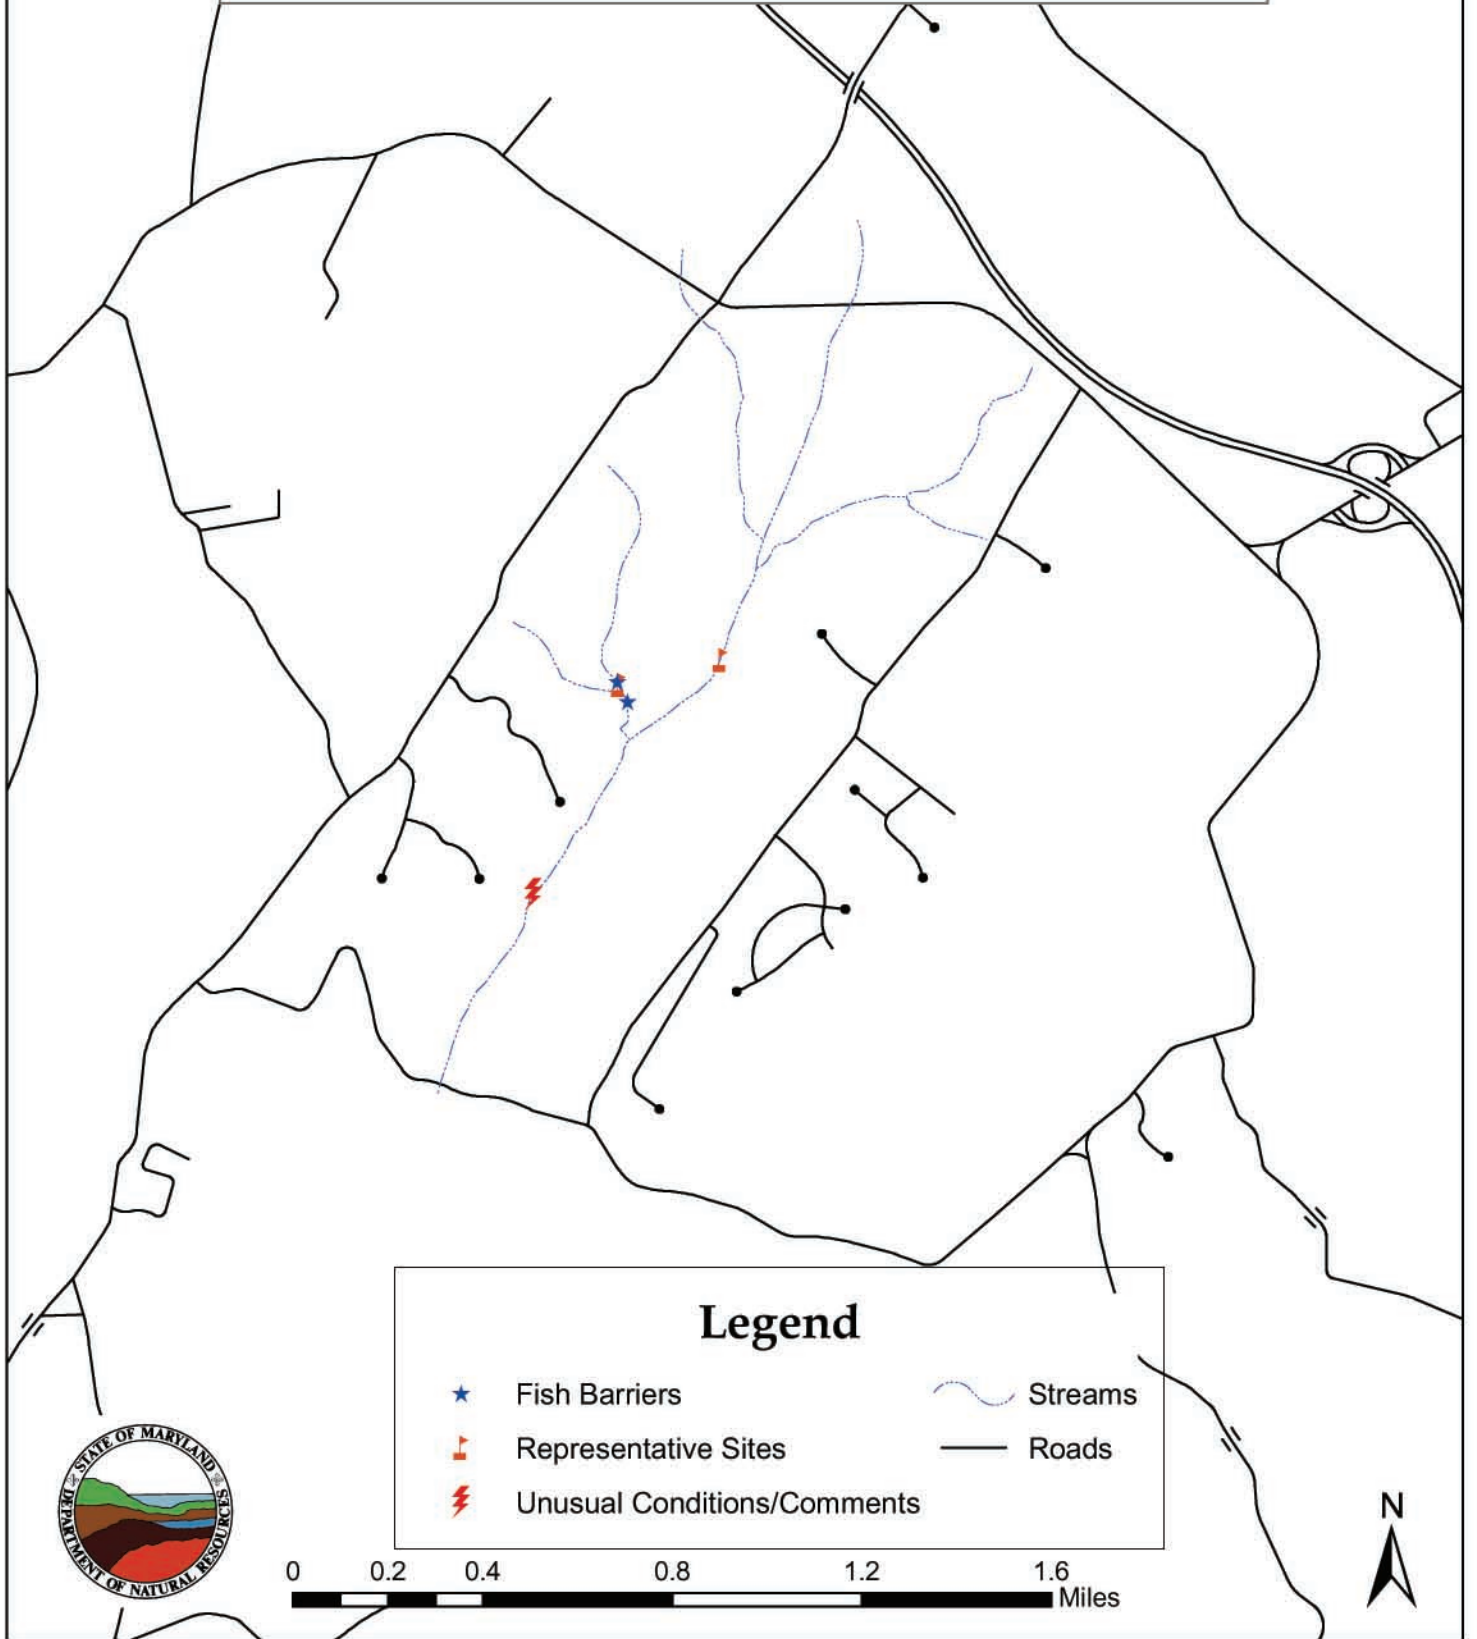 Legend
Fish Barriers
Streams
Representative Sites
Roads
Unusual Conditions/Comments
STATE OF MARYLAND
DEPARTMENT OF NATURAL RESOURCES
N
0 0.2 0.4 0.8 1.2 1.6
Miles